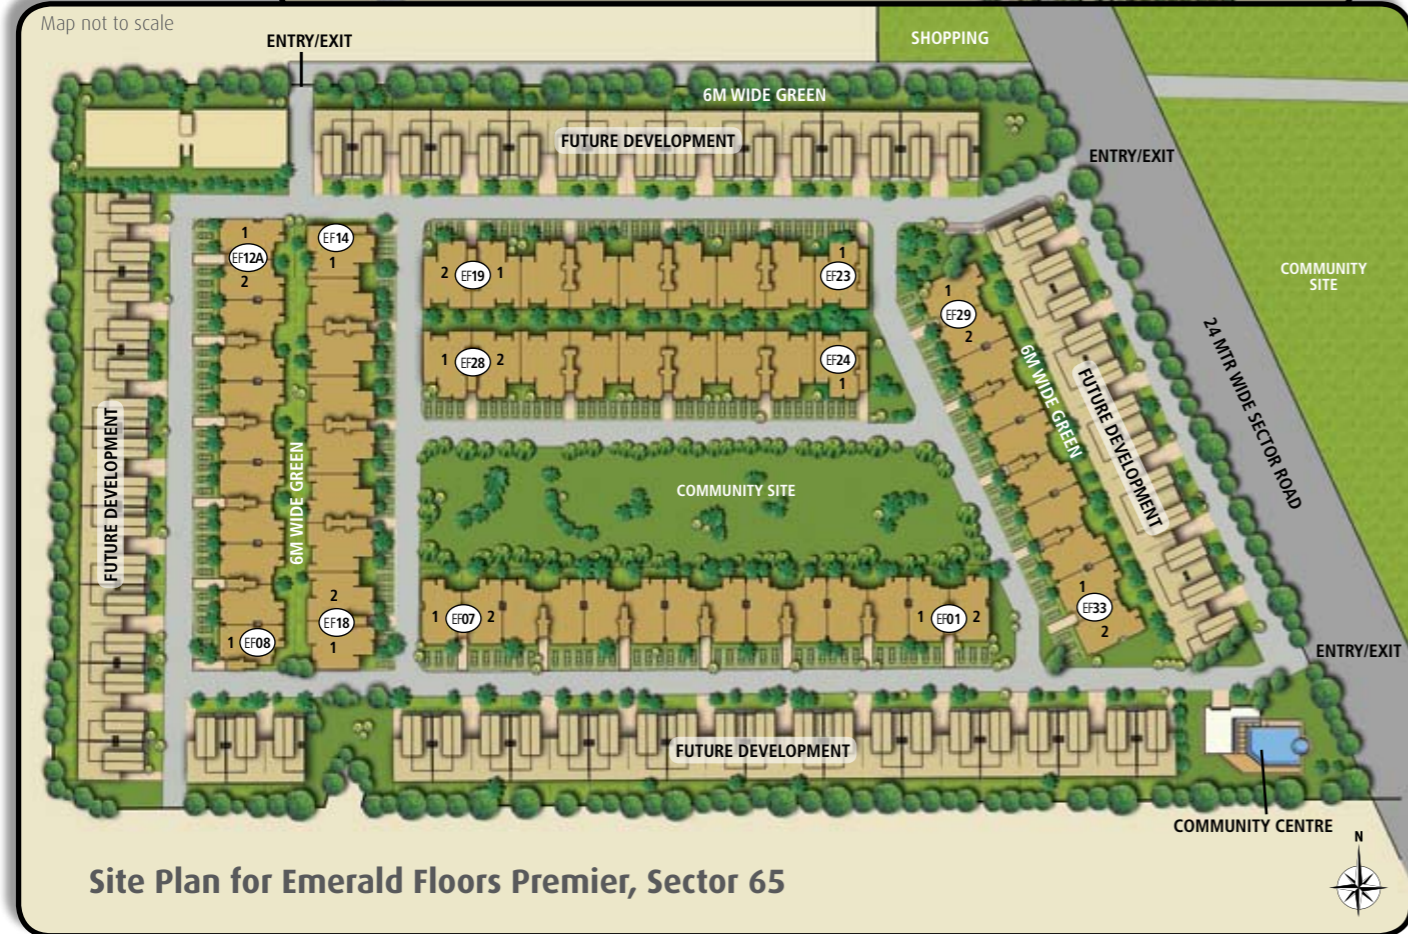 Map not to scale
ENTRY/EXIT
SHOPPING
6M WIDE GREEN
FUTURE DEVELOPMENT
ENTRY/EXIT
1
EF12A
2
EF14
1
2 EF19 1
1
EF23
COMMUNITY
SITE
1
EF29
2
1 EF28 2
EF24
1
24 MTR WIDE SECTOR ROAD
6M WIDE GREEN
FUTURE DEVELOPMENT
FUTURE DEVELOPMENT
6M WIDE GREEN
COMMUNITY SITE
2
EF18
1
1 EF08
1 EF07 2
1 EF01 2
1
EF33
2
ENTRY/EXIT
FUTURE DEVELOPMENT
COMMUNITY CENTRE
N
Site Plan for Emerald Floors Premier, Sector 65